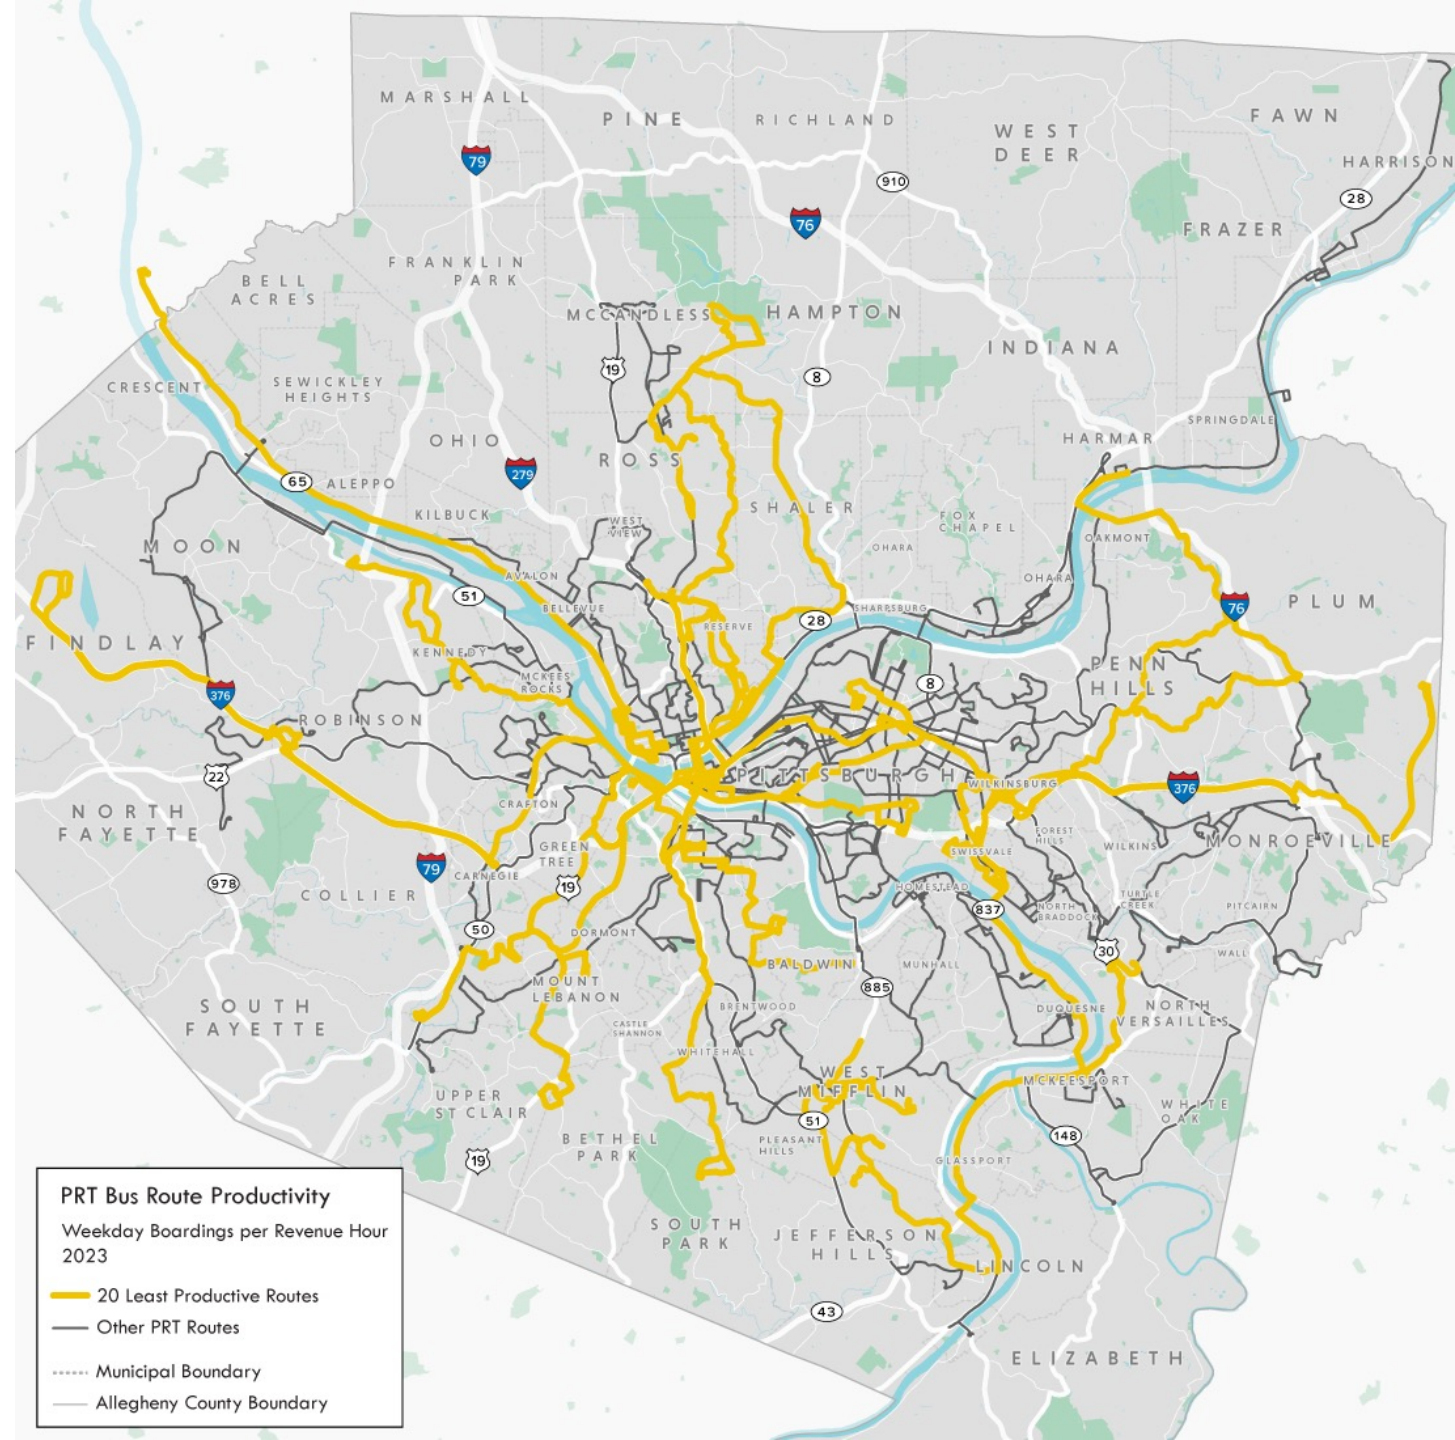 MARSHALL
PINE
RICHLAND
WEST
DEER
FAWN
HARRISON
79
910
28
76
FRAZER
FRANKLIN
PARK
BELL
ACRES
MCCANDLESS
HAMPTON
INDIANA
19
8
CRESCENT
SEWICKLEY
HEIGHTS
OHIO
ROSS
HARMAR
SPRINGDALE
279
65
ALEPPO
KILBUCK
WEST
VIEW
SHALER
FOX
CHAPEL
OAKMONT
OHARA
MOON
AVALON
51
BELLEVUE
OHARA
SHARPSBURG
28
RESERVE
76
PLUM
FINDLAY
KENNEDY
MCKEES
ROCKS
8
PENN
HILLS
376
ROBINSON
22
PITTSBURGH
WILKINSBURG
376
NORTH
FAYETTE
CRAFTON
GREEN
TREE
FOREST
HILLS
WILKINS
MONROEVILLE
SWISSVALE
79
CARNEGIE
19
978
COLLIER
HOMESTEAD
837
NORTH
BRADDOCK
TURTLE
CREEK
PITCAIRN
50
DORMONT
30
WALL
BALDWIN
MUNHALL
885
MOUNT
LEBANON
SOUTH
FAYETTE
CASTLE
SHANNON
BRENTWOOD
DUQUESNE
NORTH
VERSAILLES
WHITEHALL
WEST
MIFFLIN
MCKEESPORT
UPPER
ST CLAIR
WHITE
OAK
51
148
BETHEL
PARK
PLEASANT
HILLS
19
GLASSPORT
SOUTH
PARK
JEFFERSON
HILLS
LINCOLN
43
ELIZABETH
PRT Bus Route Productivity
Weekday Boardings per Revenue Hour
2023
20 Least Productive Routes
Other PRT Routes
Municipal Boundary
Allegheny County Boundary